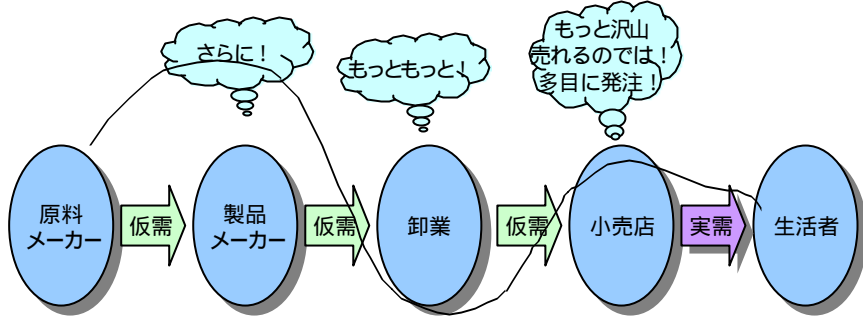 さらに！
もっともっと！
もっと沢山
売れるのでは！
多目に発注！
原料
メーカー
仮需
製品
メーカー
仮需
卸業
仮需
小売店
実需
生活者